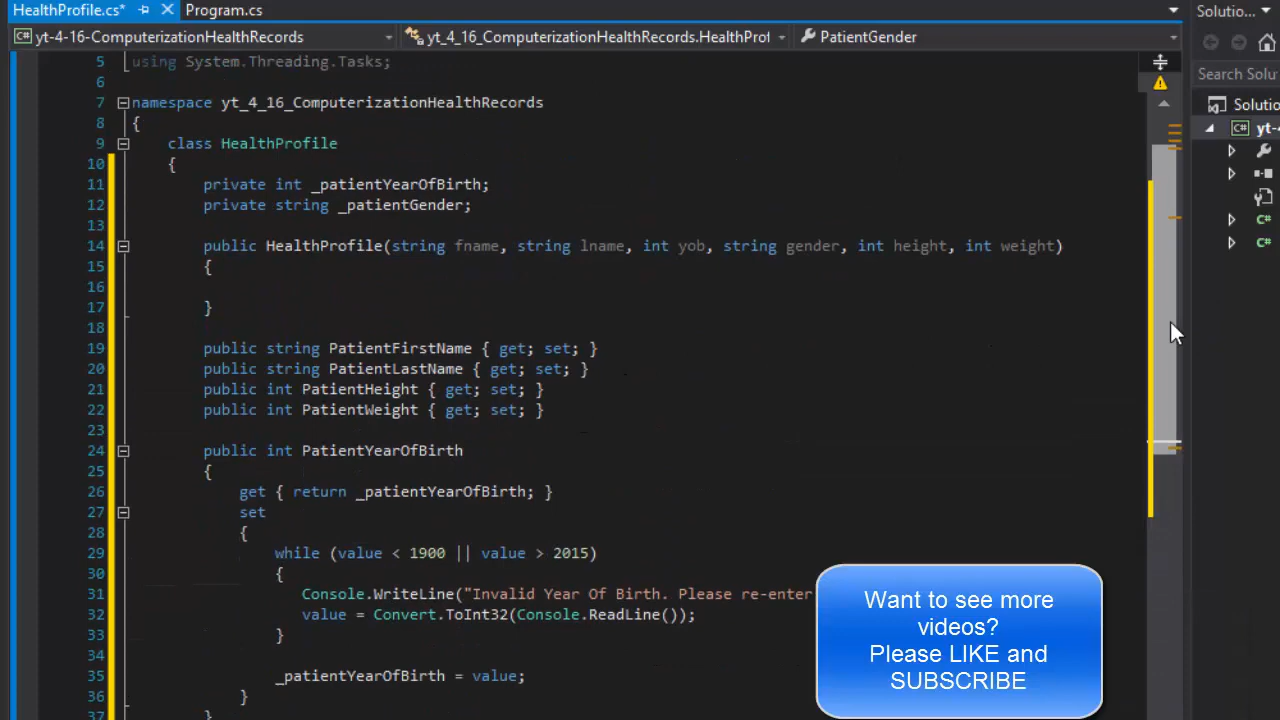 HealthProfile.cs* Program.cs Solutio...
yt-4-16-ComputerizationHealthRecords yt_4_16_ComputerizationHealthRecords.HealthProf PatientGender
Search Solu
Solutio
yt-4
5 using System.Threading.Tasks;
6
7 namespace yt_4_16_ComputerizationHealthRecords
8 {
9 class HealthProfile
10 {
11 private int _patientYearOfBirth;
12 private string _patientGender;
13
14 public HealthProfile(string fname, string lname, int yob, string gender, int height, int weight)
15 {
16
17 }
18
19 public string PatientFirstName { get; set; }
20 public string PatientLastName { get; set; }
21 public int PatientHeight { get; set; }
22 public int PatientWeight { get; set; }
23
24 public int PatientYearOfBirth
25 {
26 get { return _patientYearOfBirth; }
27 set
28 {
29 while (value < 1900 || value > 2015)
30 {
31 Console.WriteLine("Invalid Year Of Birth. Please re-enter
32 value = Convert.ToInt32(Console.ReadLine());
33 }
34
35 _patientYearOfBirth = value;
36 }
37 }
Want to see more
videos?
Please LIKE and
SUBSCRIBE